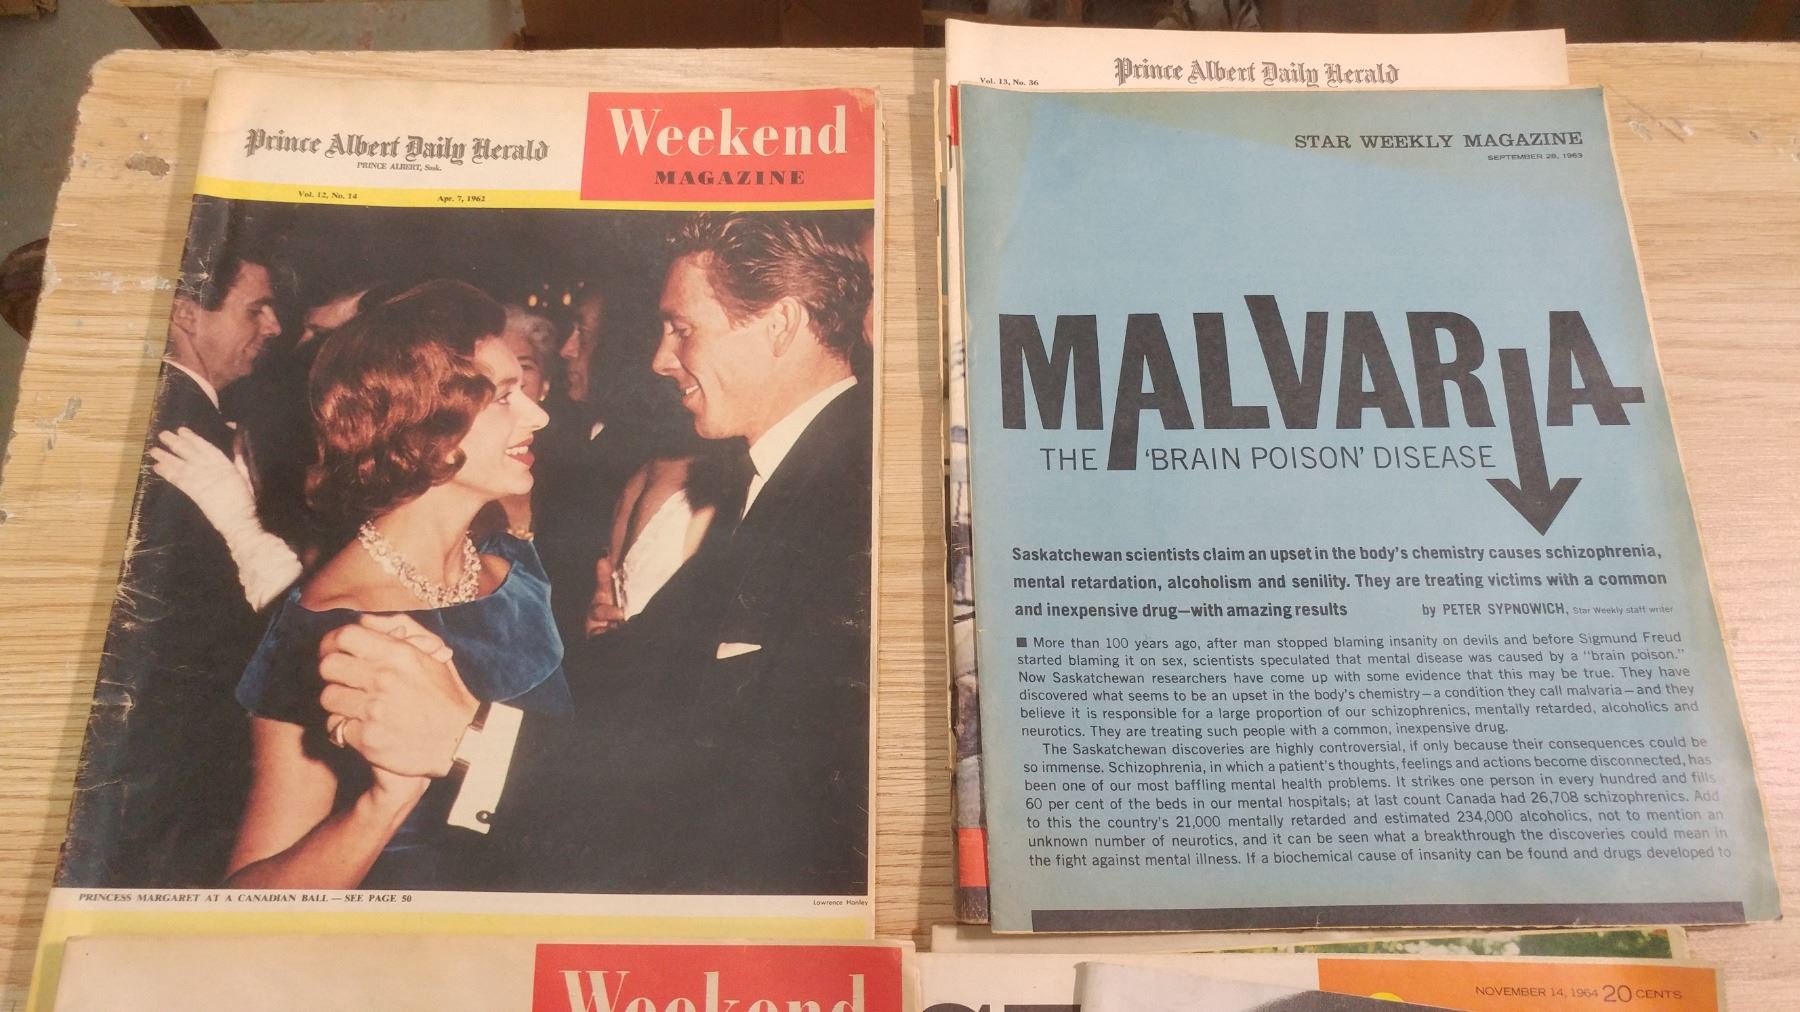 Prince Albert Daily Herald
PRINCE ALBERT, Sask.
Weekend
MAGAZINE
Vol. 12, No. 14
Apr. 7, 1962
PRINCESS MARGARET AT A CANADIAN BALL — SEE PAGE 50
Lawrence Hanley
Vol. 13, No. 36
Prince Albert Daily Herald
STAR WEEKLY MAGAZINE
SEPTEMBER 28, 1963
MALVARIA
THE 'BRAIN POISON' DISEASE
Saskatchewan scientists claim an upset in the body's chemistry causes schizophrenia,
mental retardation, alcoholism and senility. They are treating victims with a common
and inexpensive drug—with amazing results
by PETER SYPNOWICH, Star Weekly staff writer
■ More than 100 years ago, after man stopped blaming insanity on devils and before Sigmund Freud
started blaming it on sex, scientists speculated that mental disease was caused by a "brain poison."
Now Saskatchewan researchers have come up with some evidence that this may be true. They have
discovered what seems to be an upset in the body's chemistry—a condition they call malvaria—and they
believe it is responsible for a large proportion of our schizophrenics, mentally retarded, alcoholics and
neurotics. They are treating such people with a common, inexpensive drug.
The Saskatchewan discoveries are highly controversial, if only because their consequences could be
so immense. Schizophrenia, in which a patient's thoughts, feelings and actions become disconnected, has
been one of our most baffling mental health problems. It strikes one person in every hundred and fills
60 per cent of the beds in our mental hospitals; at last count Canada had 26,708 schizophrenics. Add
to this the country's 21,000 mentally retarded and estimated 234,000 alcoholics, not to mention an
unknown number of neurotics, and it can be seen what a breakthrough the discoveries could mean in
the fight against mental illness. If a biochemical cause of insanity can be found and drugs developed to
Weekend
NOVEMBER 14, 1964 20 CENTS